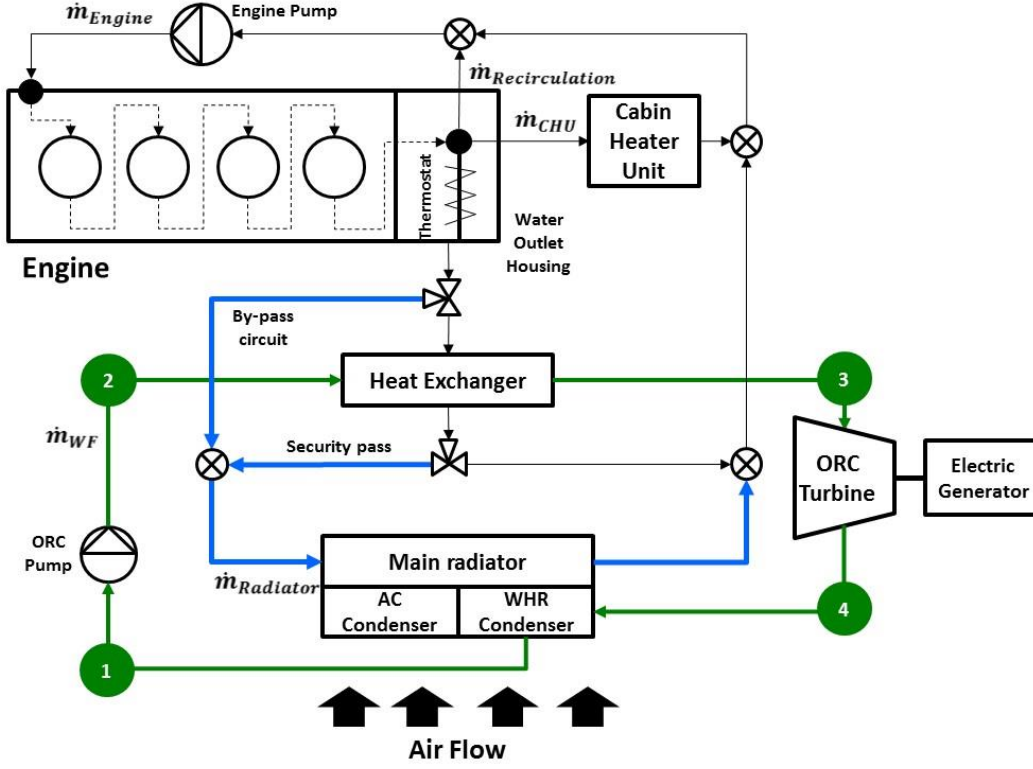 ṁEngine
Engine Pump
ṁRecirculation
ṁCHU
Cabin
Heater
Unit
Thermostat
Water
Outlet
Housing
Engine
By-pass
circuit
2
Heat Exchanger
3
ṁWF
Security pass
ORC
Turbine
Electric
Generator
ORC
Pump
Main radiator
ṁRadiator
AC
Condenser
WHR
Condenser
4
1
Air Flow